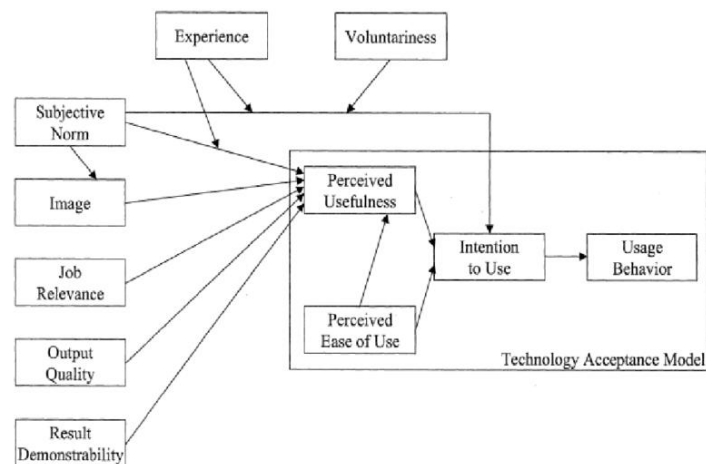 Experience
Voluntariness
Subjective
Norm
Image
Perceived
Usefulness
Intention
to Use
Usage
Behavior
Job
Relevance
Perceived
Ease of Use
Technology Acceptance Model
Output
Quality
Result
Demonstrability